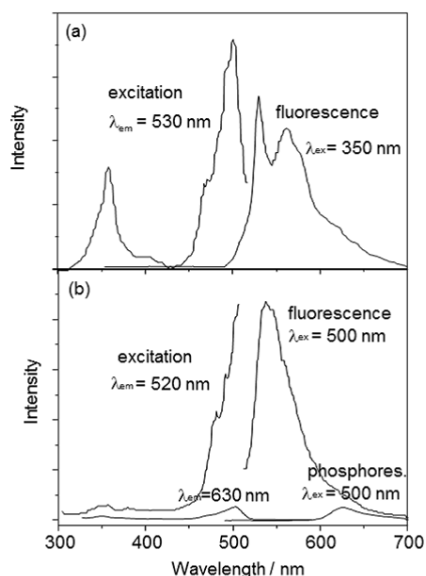 (a)
excitation
λem = 530 nm
fluorescence
λex = 350 nm
Intensity
(b)
fluorescence
λex = 500 nm
excitation
λem = 520 nm
Intensity
phosphores.
λem=630 nm
λex = 500 nm
300 400 500 600 700
Wavelength / nm